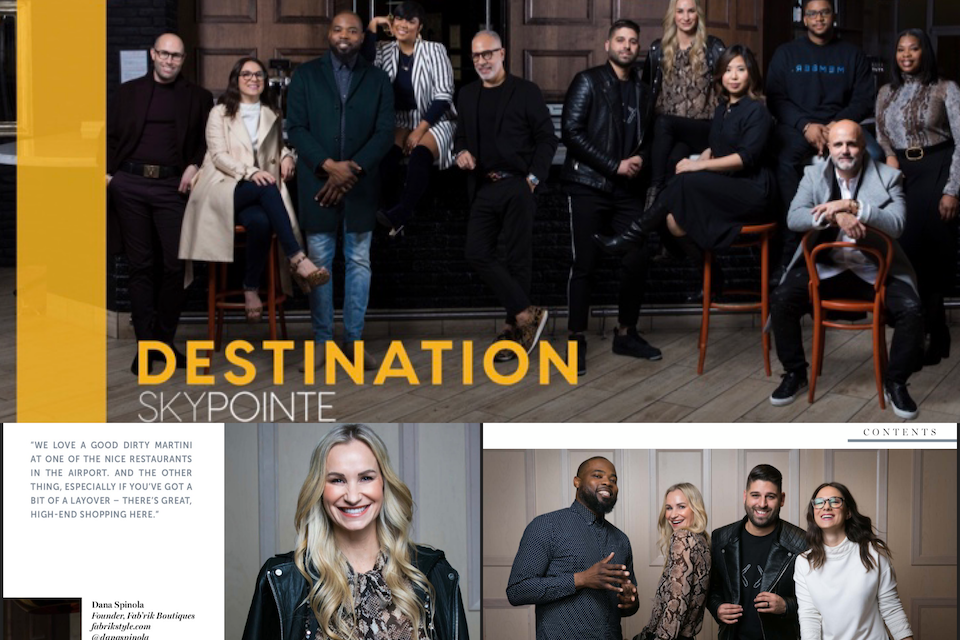 DESTINATION
SKYPOINTE
"WE LOVE A GOOD DIRTY MARTINI
AT ONE OF THE NICE RESTAURANTS
IN THE AIRPORT. AND THE OTHER
THING, ESPECIALLY IF YOU'VE GOT A
BIT OF A LAYOVER – THERE'S GREAT,
HIGH-END SHOPPING HERE."
Dana Spinola
Founder, Fab'rik Boutiques
fabrikstyle.com
@danaspinola
CONTENTS
MEMBER.